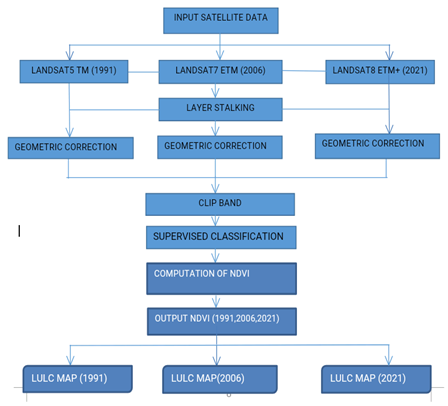 INPUT SATELLITE DATA
LANDSAT5 TM (1991)
LANDSAT7 ETM (2006)
LANDSAT8 ETM+ (2021)
LAYER STALKING
GEOMETRIC CORRECTION
GEOMETRIC CORRECTION
GEOMETRIC CORRECTION
CLIP BAND
SUPERVISED CLASSIFICATION
COMPUTATION OF NDVI
OUTPUT NDVI (1991,2006,2021)
LULC MAP (1991)
LULC MAP(2006)
LULC MAP (2021)